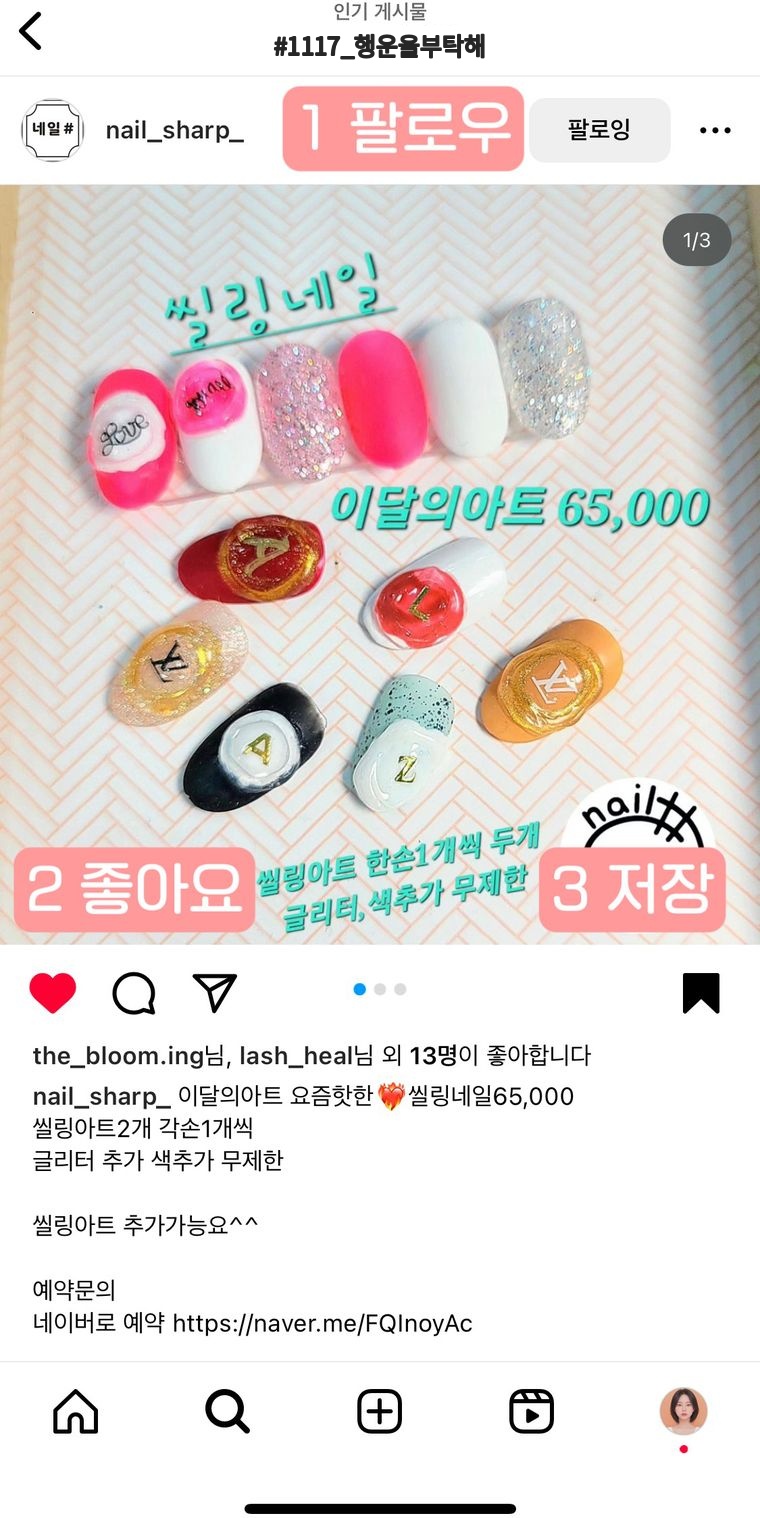 인기 게시물
#1117_행운을부탁해
네일 #
nail_sharp_
1 팔로우
팔로잉
1/3
씰링네일
love
이달의아트 65,000
A
L
LV
LV
A
Z
nail#
씰링아트 한손1개씩 두개
글리터,색추가 무제한
2 좋아요
3 저장
the_bloom.ing님, lash_heal님 외 13명이 좋아합니다
nail_sharp_ 이달의아트 요즘핫한❤️‍🔥씰링네일65,000
씰링아트2개 각손1개씩
글리터 추가 색추가 무제한
씰링아트 추가가능요^^
예약문의
네이버로 예약 https://naver.me/FQInoyAc